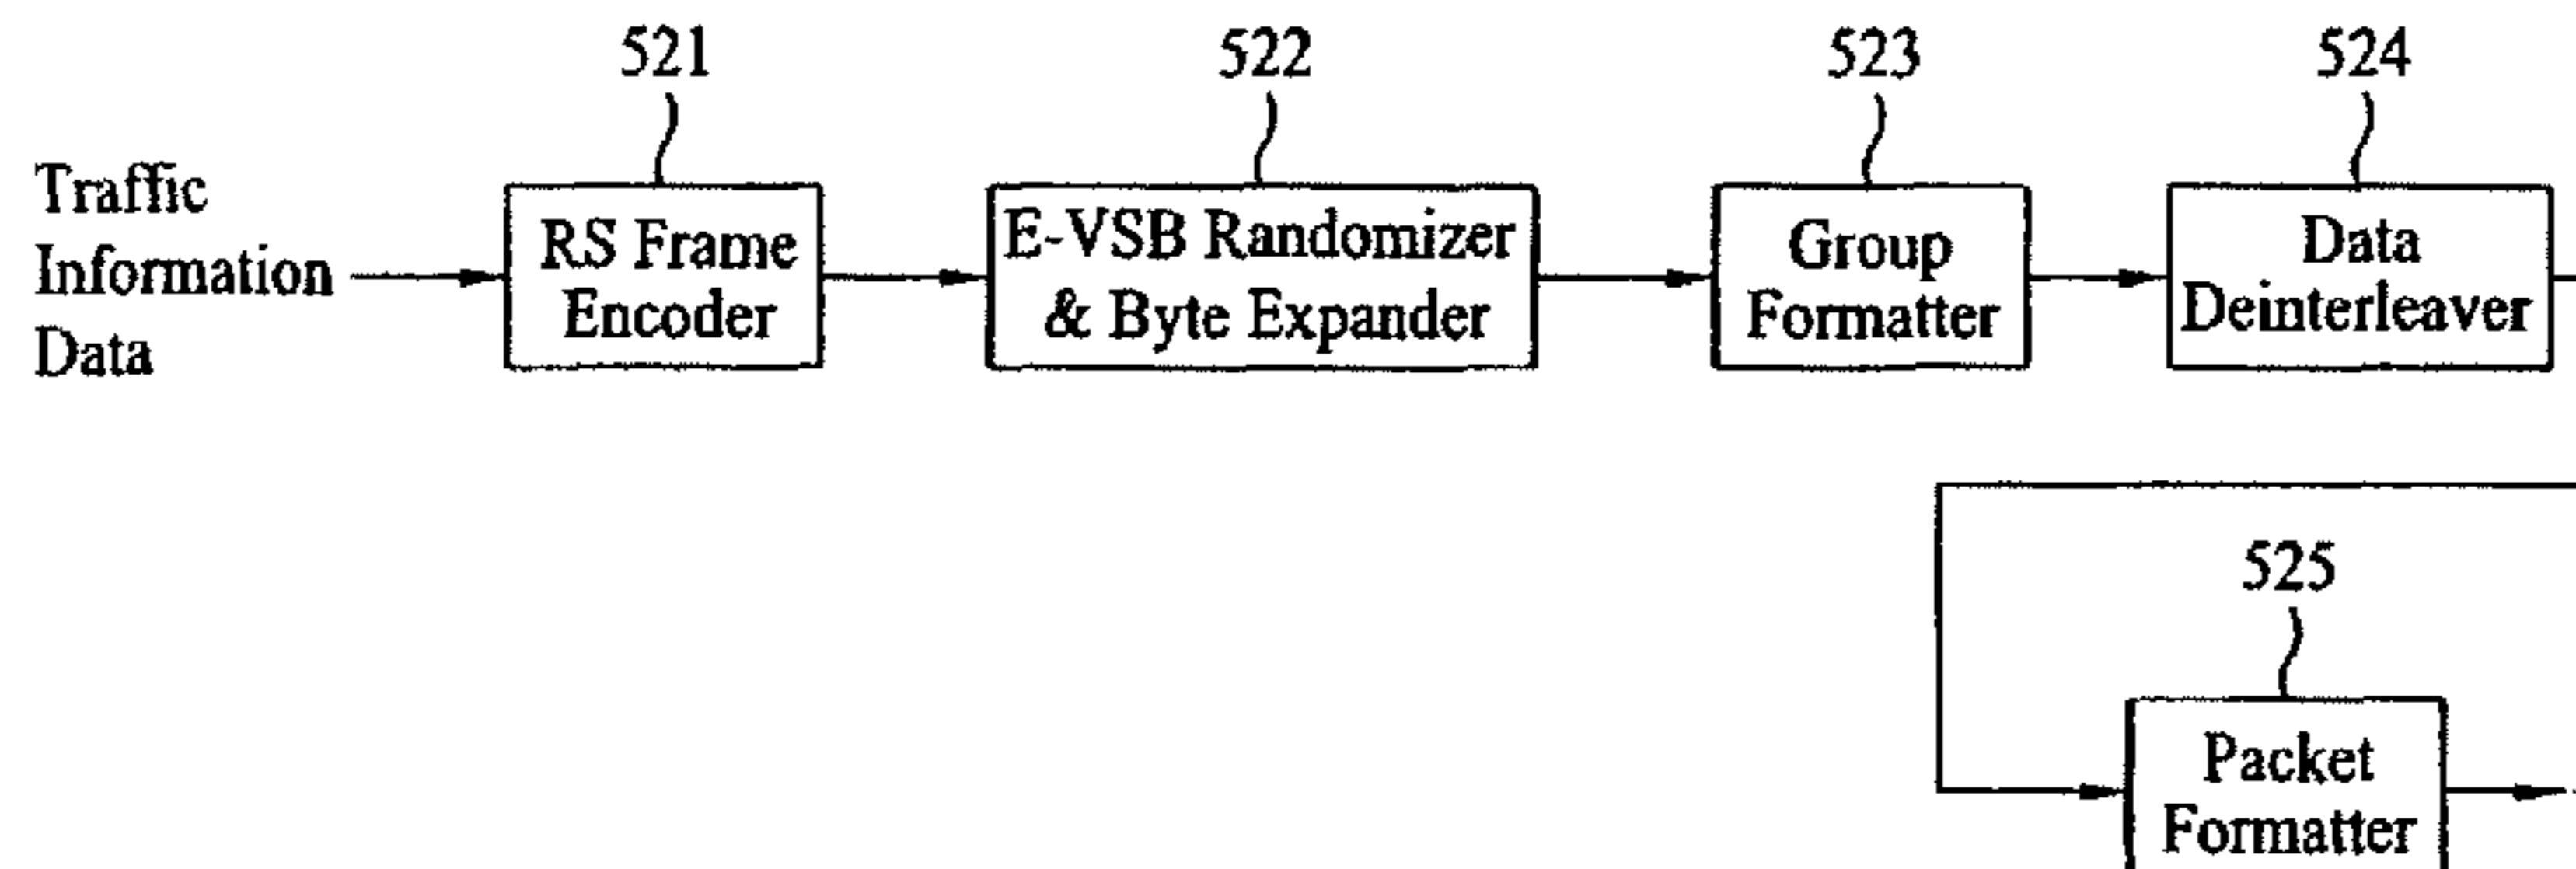 521
522
523
524
Traffic
Information
Data
RS Frame
Encoder
E-VSB Randomizer
& Byte Expander
Group
Formatter
Data
Deinterleaver
525
Packet
Formatter